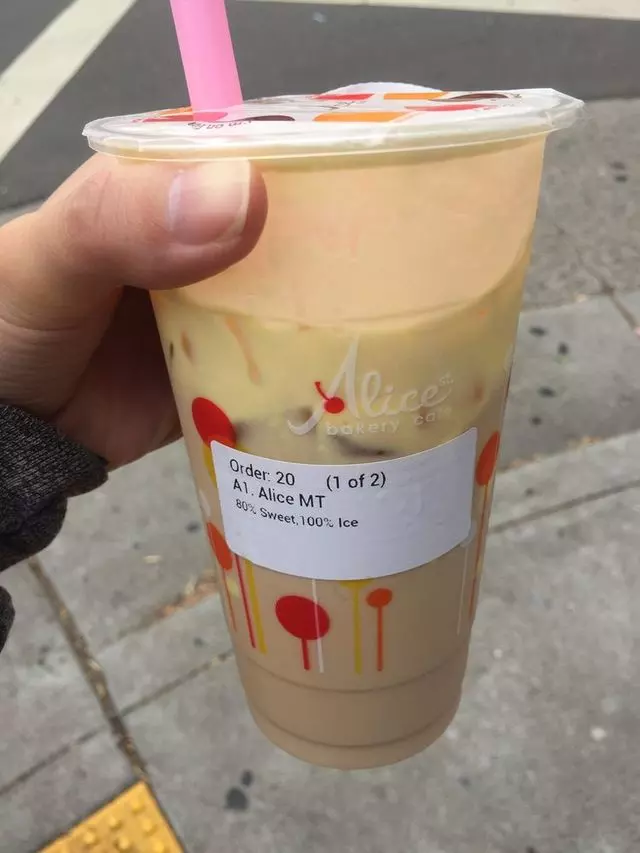 Alice
bakery cafe
Order: 20 (1 of 2)
A1. Alice MT
80% Sweet,100% Ice